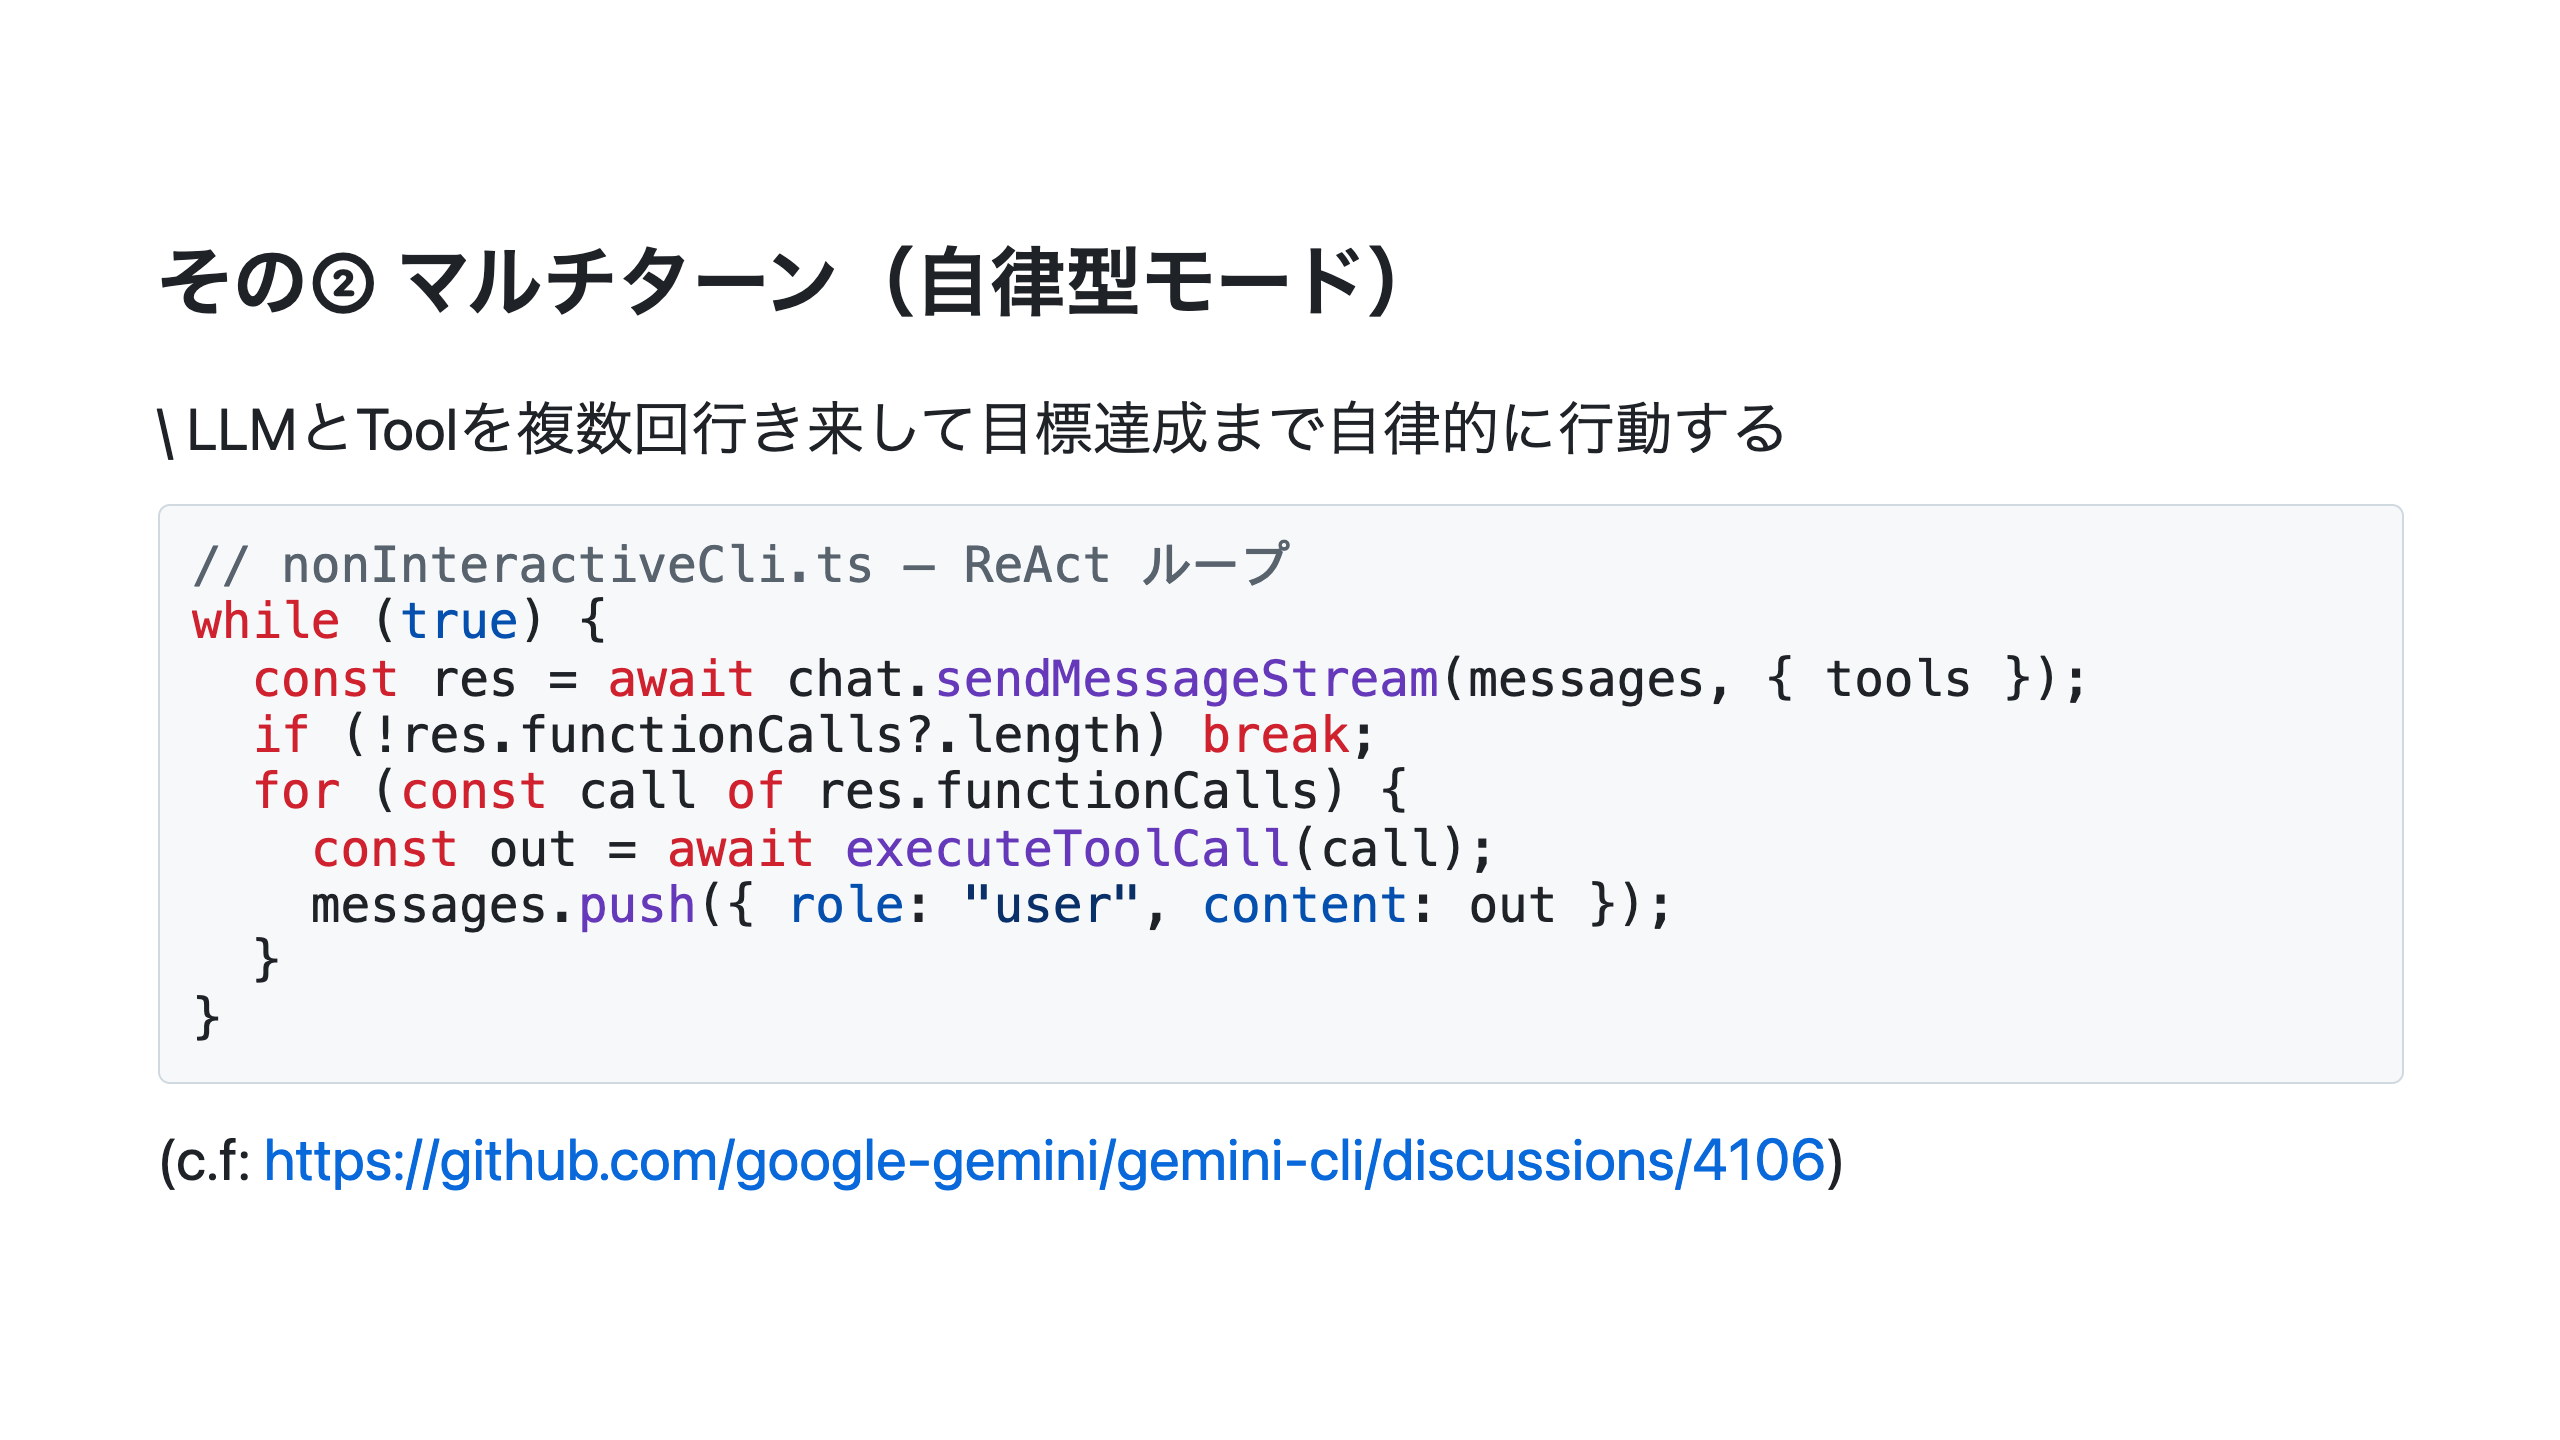 その② マルチターン（自律型モード）
\ LLMとToolを複数回行き来して目標達成まで自律的に行動する
// nonInteractiveCli.ts — ReAct ループ
while (true) {
  const res = await chat.sendMessageStream(messages, { tools });
  if (!res.functionCalls?.length) break;
  for (const call of res.functionCalls) {
    const out = await executeToolCall(call);
    messages.push({ role: "user", content: out });
  }
}
(c.f: https://github.com/google-gemini/gemini-cli/discussions/4106)